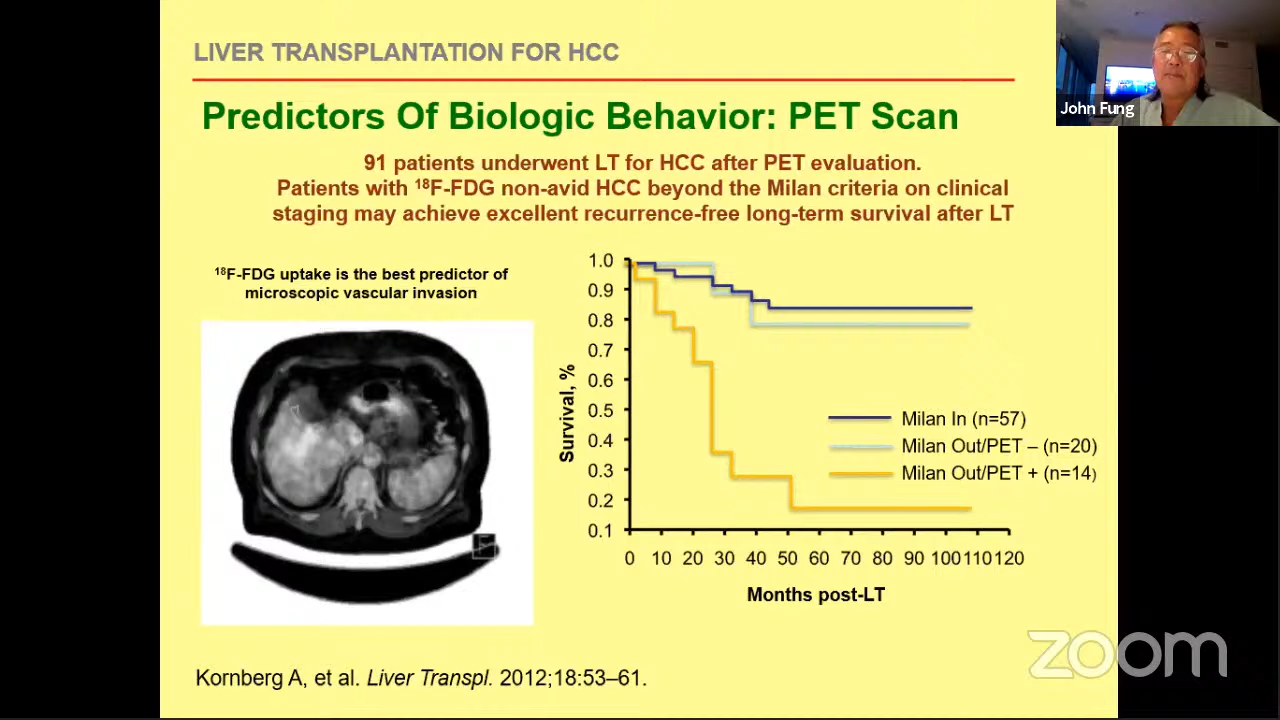 LIVER TRANSPLANTATION FOR HCC
John Fung
Predictors Of Biologic Behavior: PET Scan
91 patients underwent LT for HCC after PET evaluation.
Patients with ¹⁸F-FDG non-avid HCC beyond the Milan criteria on clinical
staging may achieve excellent recurrence-free long-term survival after LT
¹⁸F-FDG uptake is the best predictor of
microscopic vascular invasion
Survival, %
1.0
0.9
0.8
0.7
0.6
0.5
0.4
0.3
0.2
0.1
0 10 20 30 40 50 60 70 80 90 100 110 120
Months post-LT
Milan In (n=57)
Milan Out/PET – (n=20)
Milan Out/PET + (n=14)
Kornberg A, et al. Liver Transpl. 2012;18:53–61.
zoom